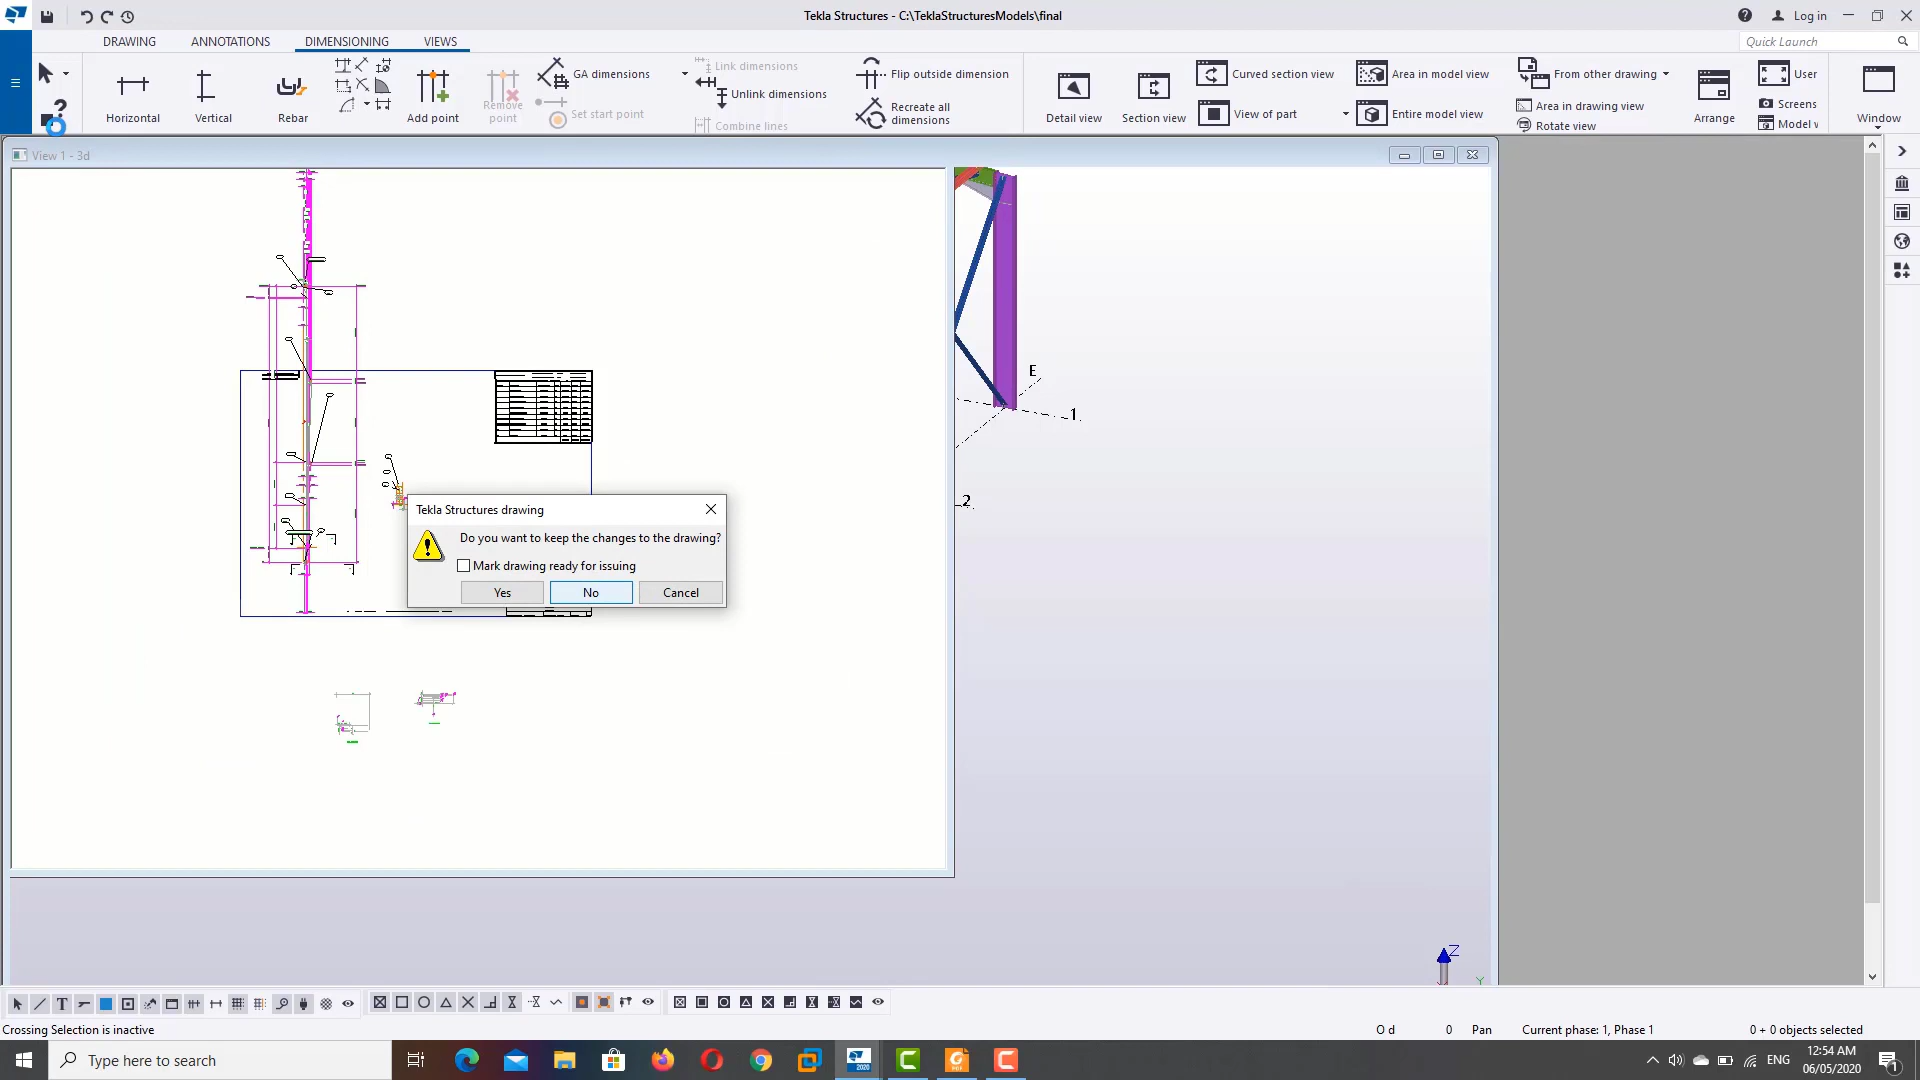 Tekla Structures - C:\TeklaStructuresModels\final
Log in
DRAWING
ANNOTATIONS
DIMENSIONING
VIEWS
Quick Launch
Horizontal
Vertical
Rebar
Add point
Remove point
GA dimensions
Set start point
Link dimensions
Unlink dimensions
Combine lines
Flip outside dimension
Recreate all dimensions
Detail view
Section view
Curved section view
View of part
Area in model view
Entire model view
From other drawing
Area in drawing view
Rotate view
Arrange
User
Screens
Model v
Window
View 1 - 3d
E
1
2
Tekla Structures drawing
Do you want to keep the changes to the drawing?
Mark drawing ready for issuing
Yes
No
Cancel
Z
Y
Crossing Selection is inactive
O d
0
Pan
Current phase: 1, Phase 1
0 + 0 objects selected
Type here to search
2020
ENG
12:54 AM
06/05/2020
1